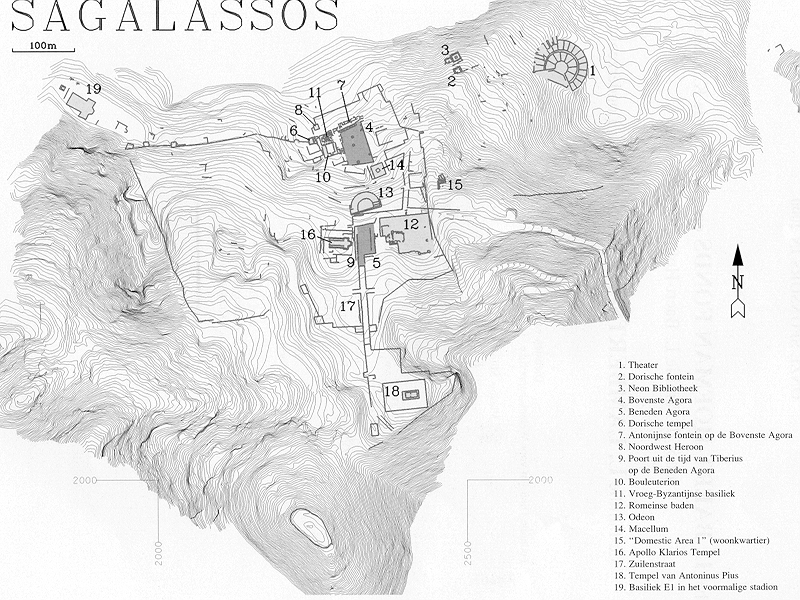 SAGALASSOS
100m
3
2
1
19
11
7
8
6
4
10
14
15
13
12
16
9
5
17
18
N
2000
2000
2000
2500
1. Theater
2. Dorische fontein
3. Neon Bibliotheek
4. Bovenste Agora
5. Beneden Agora
6. Dorische tempel
7. Antonijnse fontein op de Bovenste Agora
8. Noordwest Heroon
9. Poort uit de tijd van Tiberius
op de Beneden Agora
10. Bouleuterion
11. Vroeg-Byzantijnse basiliek
12. Romeinse baden
13. Odeon
14. Macellum
15. "Domestic Area 1" (woonkwartier)
16. Apollo Klarios Tempel
17. Zuilenstraat
18. Tempel van Antoninus Pius
19. Basiliek E1 in het voormalige stadion